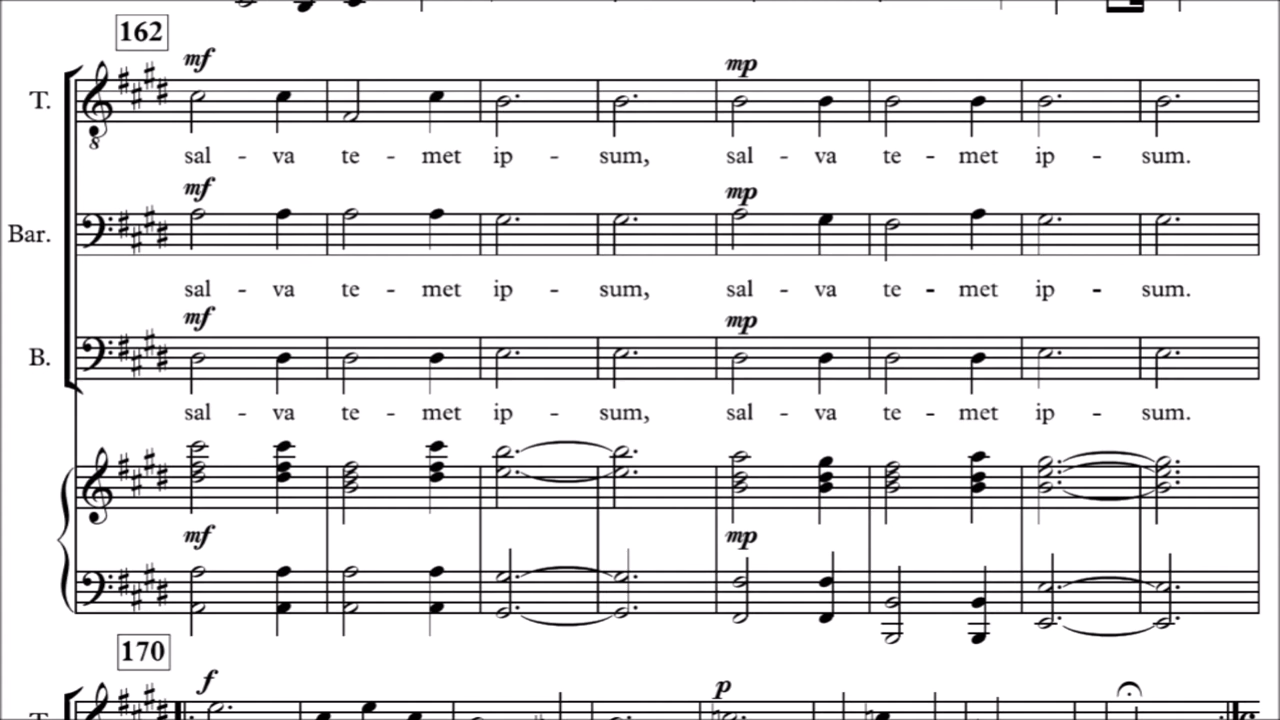 162
mf mp
T.
8
sal - va te - met ip - sum, sal - va te - met ip - sum.
mf mp
Bar.
sal - va te - met ip - sum, sal - va te - met ip - sum.
mf mp
B.
sal - va te - met ip - sum, sal - va te - met ip - sum.
mf mp
170
f p
T.